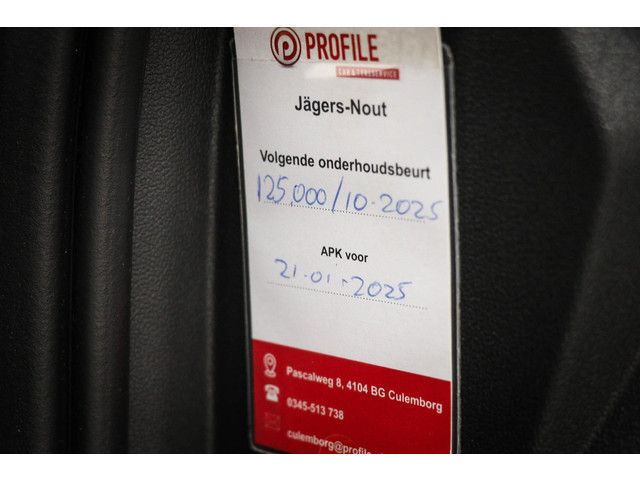 PROFILE
CAR & TYRESERVICE
Jägers-Nout
Volgende onderhoudsbeurt
125,000/10-2025
APK voor
21-01-2025
Pascalweg 8, 4104 BG Culemborg
0345-513 738